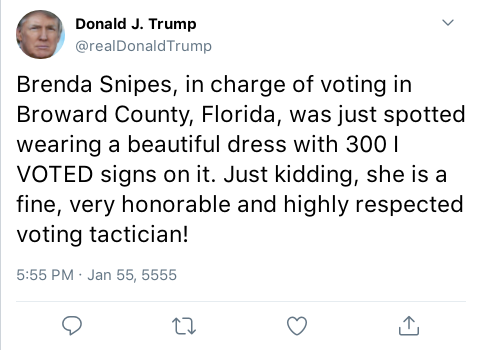 Donald J. Trump
@realDonaldTrump
Brenda Snipes, in charge of voting in
Broward County, Florida, was just spotted
wearing a beautiful dress with 300 I
VOTED signs on it. Just kidding, she is a
fine, very honorable and highly respected
voting tactician!
5:55 PM · Jan 55, 5555